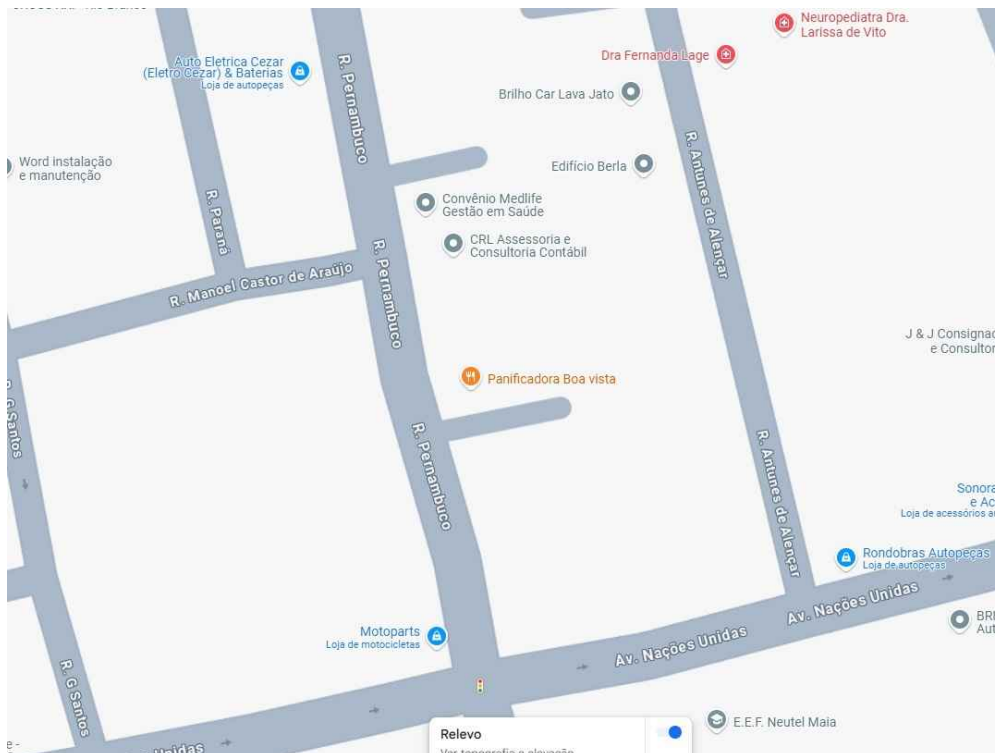 Neuropediatra Dra.
Larissa de Vito
Dra Fernanda Lage
Auto Eletrica Cezar
(Eletro Cezar) & Baterias
Loja de autopeças
R. Pernambuco
Brilho Car Lava Jato
Word instalação
e manutenção
Edifício Berla
R. Antunes de Alençar
R. Paraná
Convênio Medlife
Gestão em Saúde
CRL Assessoria e
Consultoria Contábil
R. Manoel Castor de Araújo
R. Pernambuco
J & J Consignac
e Consultor
Panificadora Boa vista
R. G Santos
R. Pernambuco
R. Antunes de Alençar
Sonora
e Ac
Loja de acessórios a
Rondobras Autopeças
Loja de autopeças
Av. Nações Unidas
BRI
Aut
Motoparts
Loja de motocicletas
Av. Nações Unidas
R. G Santos
E.E.F. Neutel Maia
Relevo
Unidas